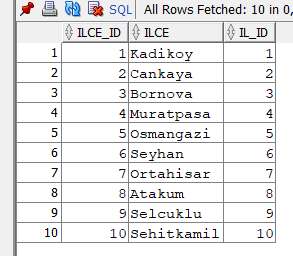 SQL | All Rows Fetched: 10 in 0,
ILCE_ID ILCE IL_ID
1 1 Kadikoy 1
2 2 Cankaya 2
3 3 Bornova 3
4 4 Muratpasa 4
5 5 Osmangazi 5
6 6 Seyhan 6
7 7 Ortahisar 7
8 8 Atakum 8
9 9 Selcuklu 9
10 10 Sehitkamil 10